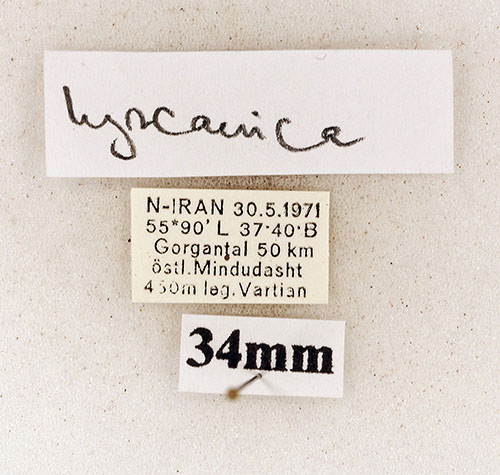 hyrcanica
N-IRAN 30.5.1971
55°90' L 37·40·B
Gorgantal 50 km
östl.Mindudasht
450m leg.Vartian
34mm